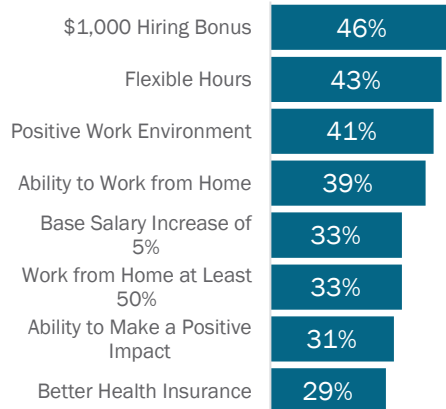 $1,000 Hiring Bonus 46%
Flexible Hours 43%
Positive Work Environment 41%
Ability to Work from Home 39%
Base Salary Increase of
5% 33%
Work from Home at Least
50% 33%
Ability to Make a Positive
Impact 31%
Better Health Insurance 29%